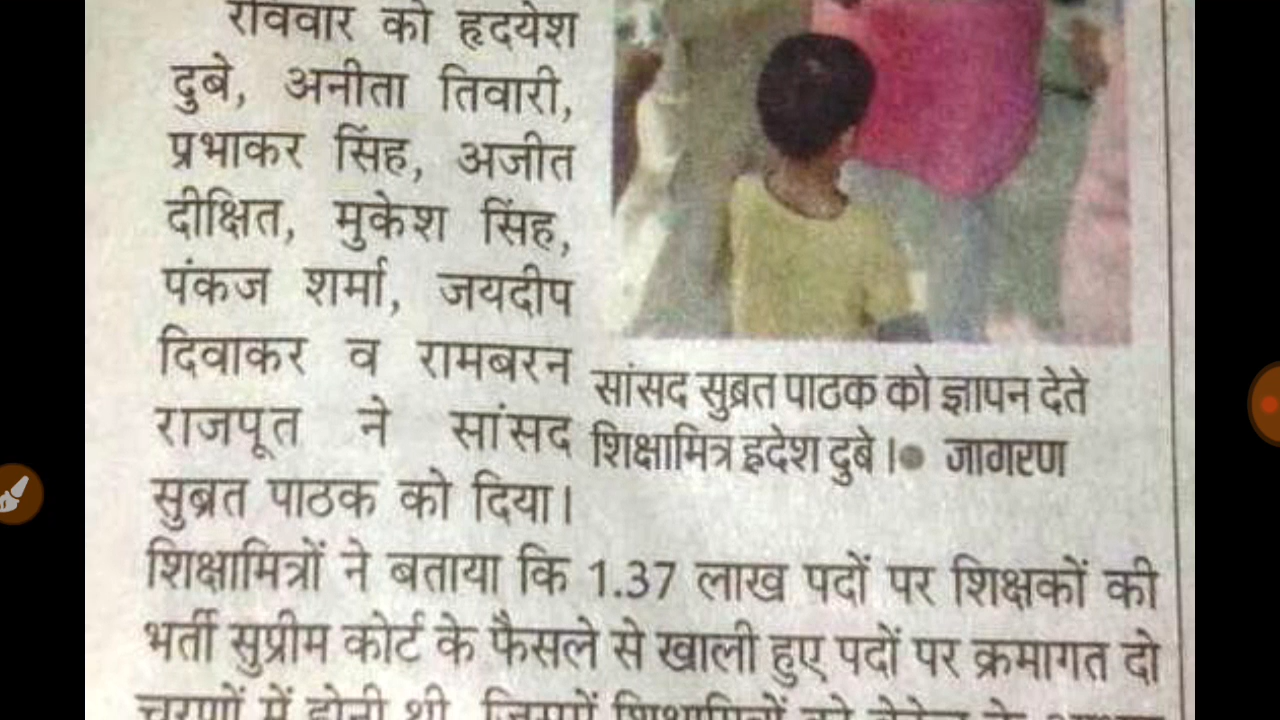 रविवार को हृदयेश
दुबे, अनीता तिवारी,
प्रभाकर सिंह, अजीत
दीक्षित, मुकेश सिंह,
पंकज शर्मा, जयदीप
दिवाकर व रामबरन
राजपूत ने सांसद
सुब्रत पाठक को दिया।
सांसद सुब्रत पाठक को ज्ञापन देते
शिक्षामित्र हृदेश दुबे।● जागरण
शिक्षामित्रों ने बताया कि 1.37 लाख पदों पर शिक्षकों की
भर्ती सुप्रीम कोर्ट के फैसले से खाली हुए पदों पर क्रमागत दो
चरणों में होनी थी